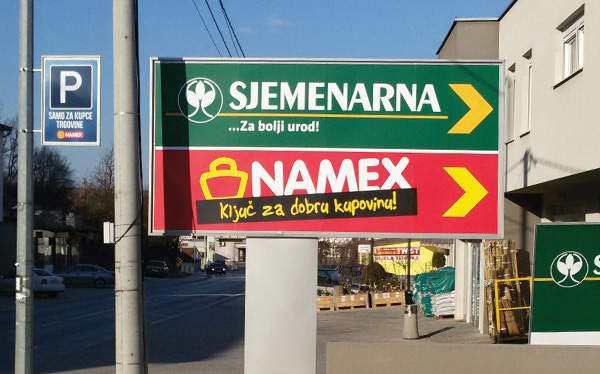 P
SAMO ZA KUPCE
TRGOVINE
NAMEX
SJEMENARNA
...Za bolji urod!
NAMEX
Ključ za dobru kupovinu!
S